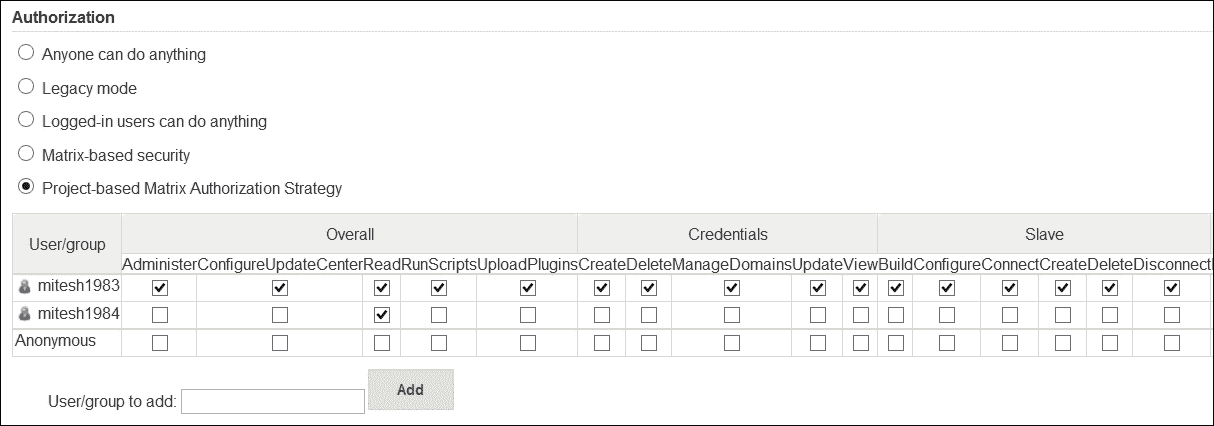 Authorization
Anyone can do anything
Legacy mode
Logged-in users can do anything
Matrix-based security
Project-based Matrix Authorization Strategy
User/group Overall Credentials Slave
Administer ConfigureUpdateCenter Read RunScripts UploadPlugins Create Delete ManageDomains Update View Build Configure Connect Create Delete Disconnect
mitesh1983
mitesh1984
Anonymous
User/group to add: Add